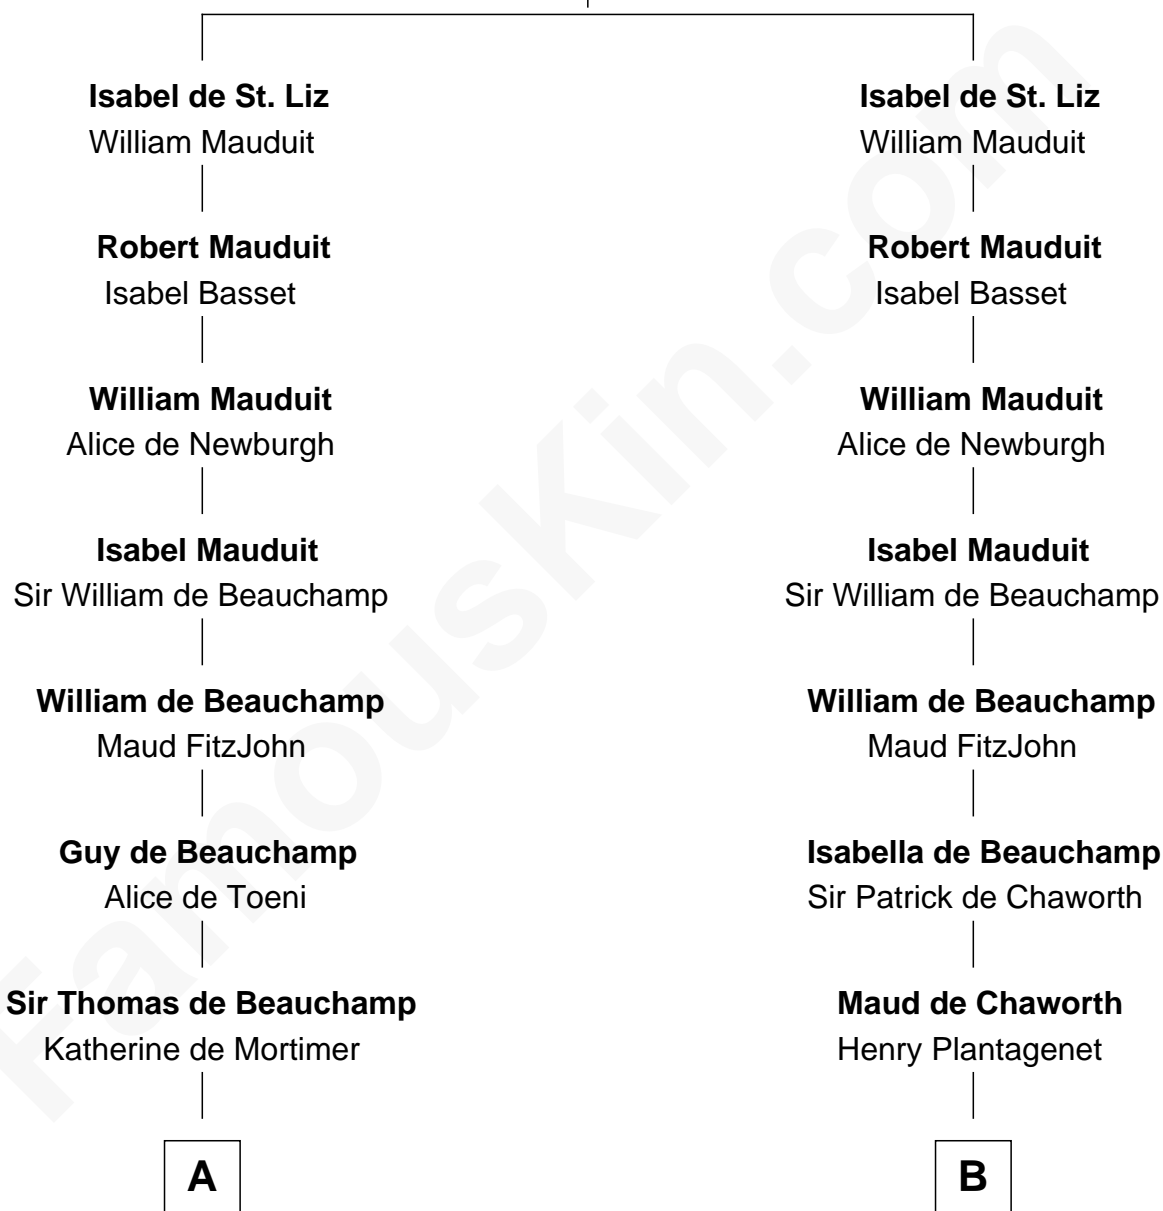 Isabel de St. Liz
William Mauduit
Robert Mauduit
Isabel Basset
William Mauduit
Alice de Newburgh
Isabel Mauduit
Sir William de Beauchamp
William de Beauchamp
Maud FitzJohn
Guy de Beauchamp
Alice de Toeni
Sir Thomas de Beauchamp
Katherine de Mortimer
A
Isabel de St. Liz
William Mauduit
Robert Mauduit
Isabel Basset
William Mauduit
Alice de Newburgh
Isabel Mauduit
Sir William de Beauchamp
William de Beauchamp
Maud FitzJohn
Isabella de Beauchamp
Sir Patrick de Chaworth
Maud de Chaworth
Henry Plantagenet
B
FamousKin.com